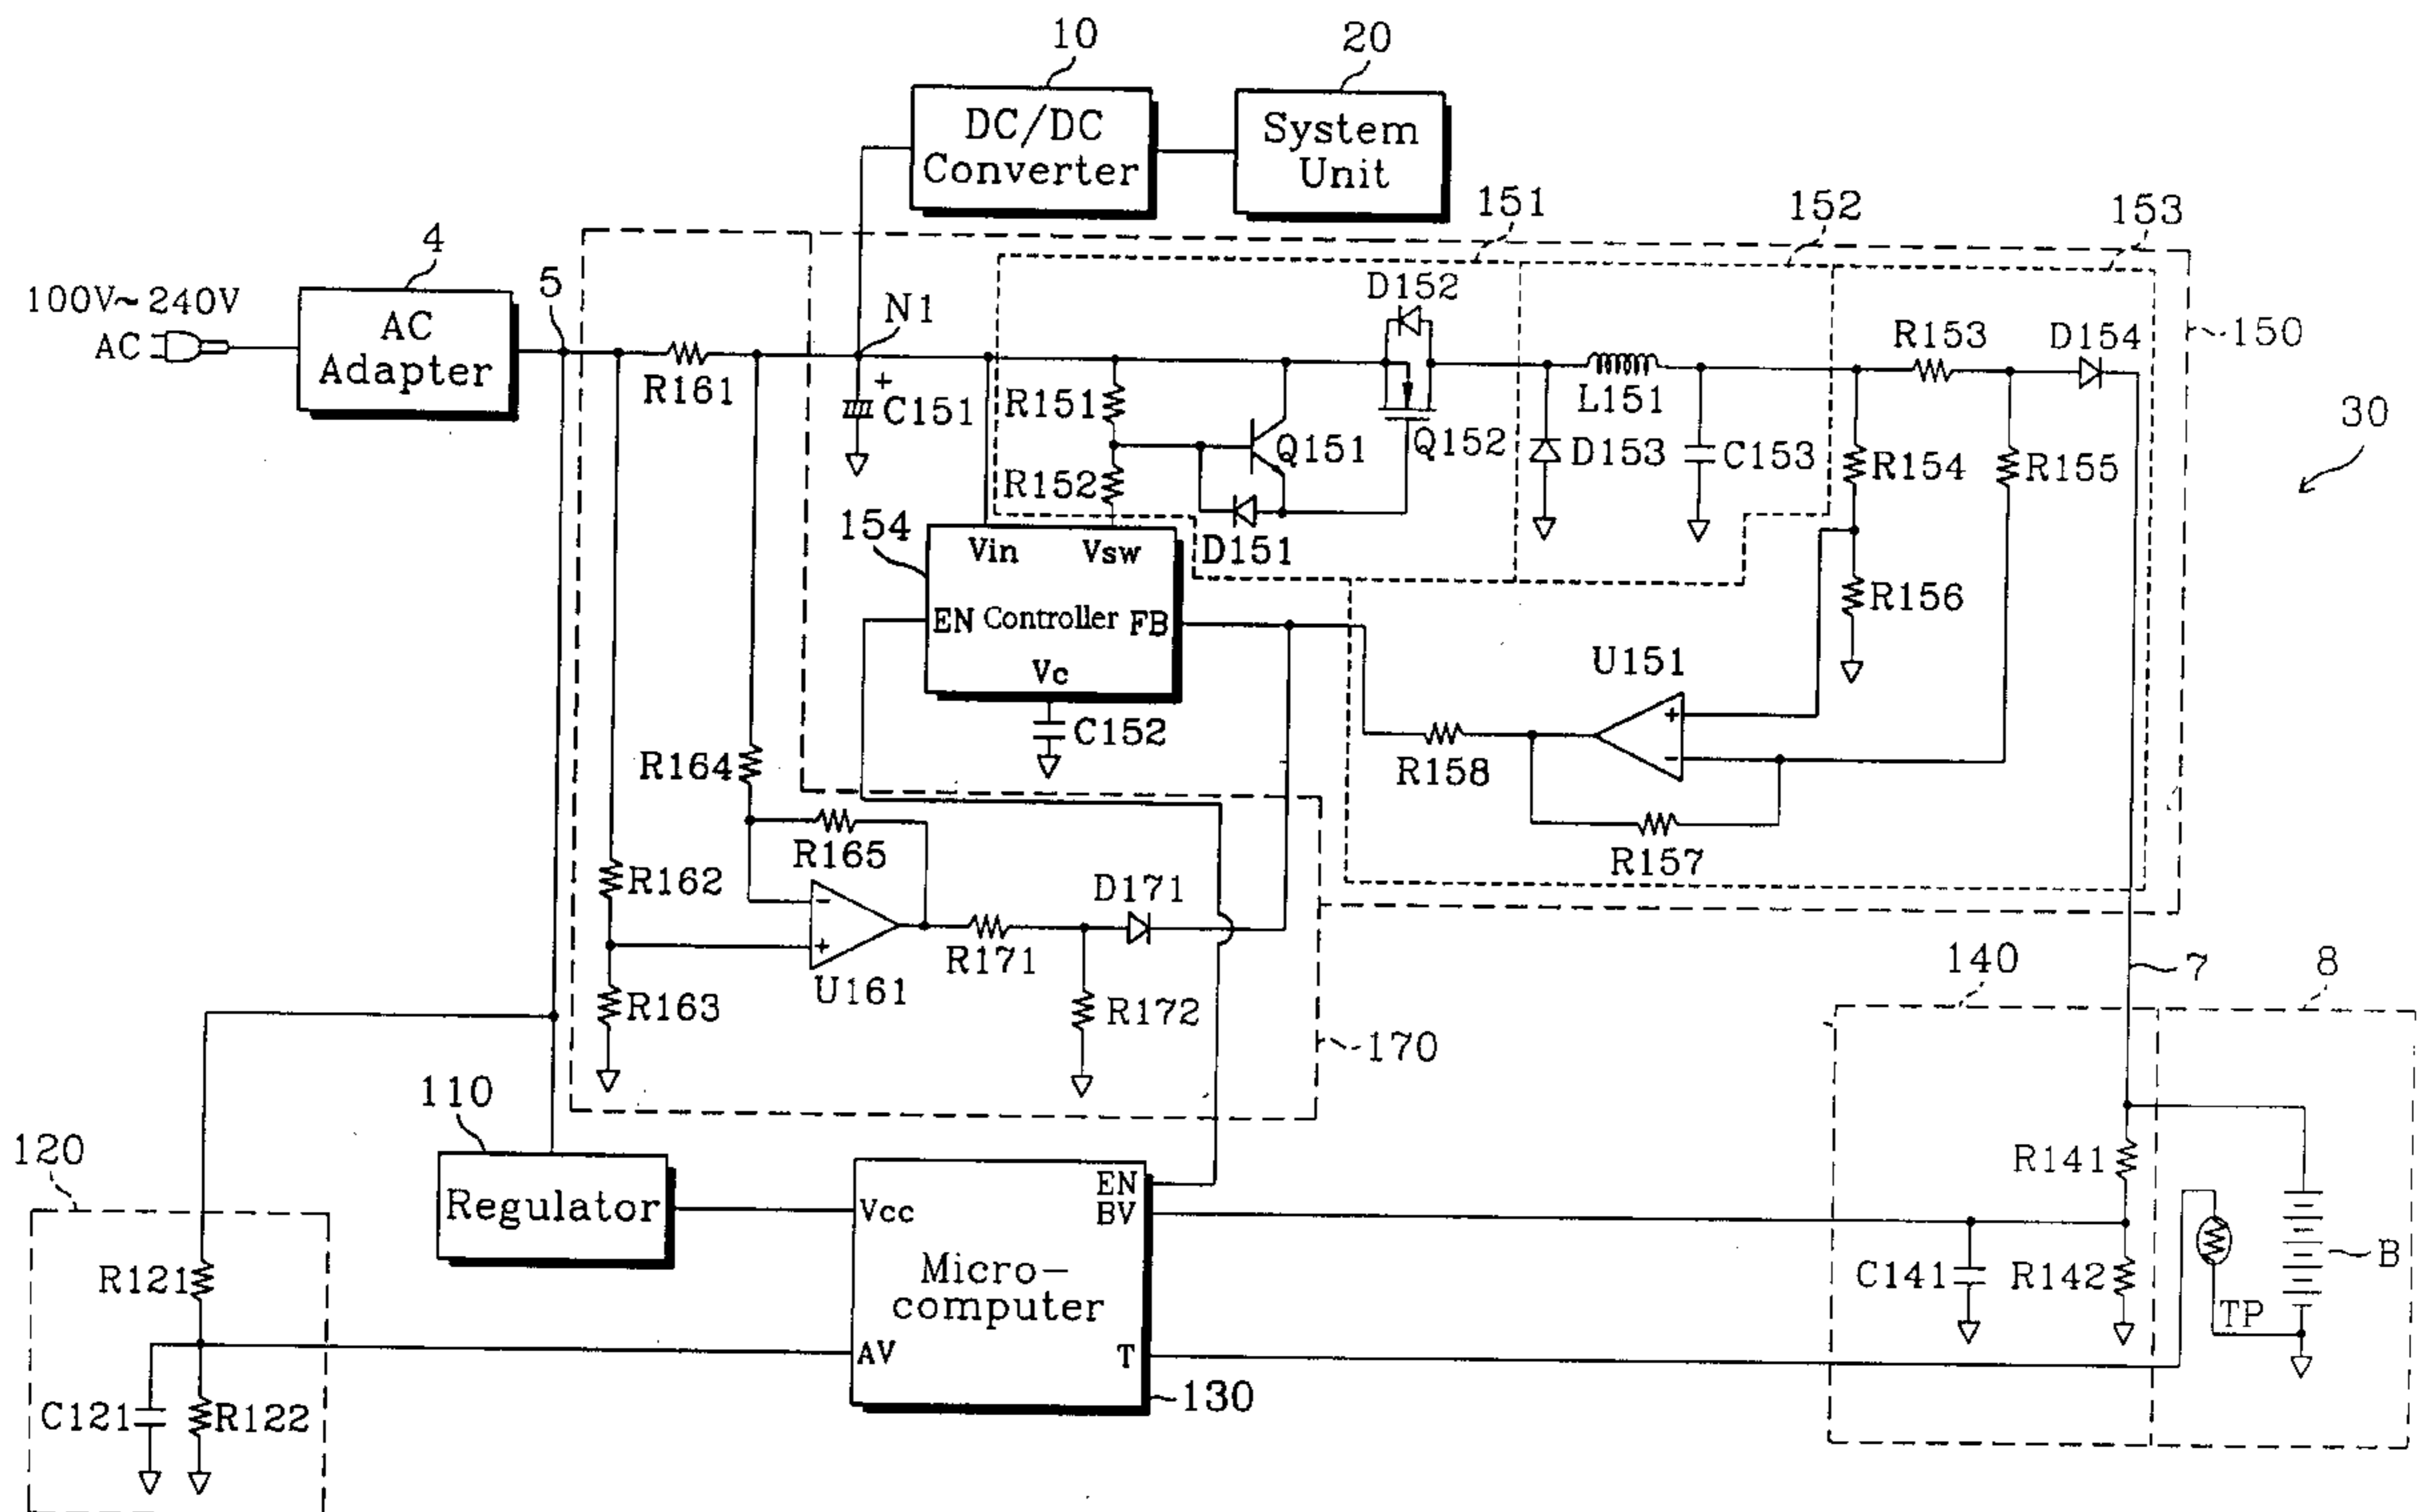 10
20
DC/DC
Converter
System
Unit
151
152
153
4
5
100V~240V
AC
AC
Adapter
N1
D152
R153
D154
150
R161
+
C151
R151
L151
30
Q151
Q152
D153
C153
R154
R155
R152
154
Vin
Vsw
D151
EN
Controller
FB
R156
Vc
U151
C152
+
-
R164
R158
R165
R157
R162
D171
-
+
R171
U161
R163
R172
140
7
8
170
110
120
R141
Regulator
Vcc
EN
BV
R121
Micro-
computer
C141
R142
B
TP
AV
T
C121
R122
130